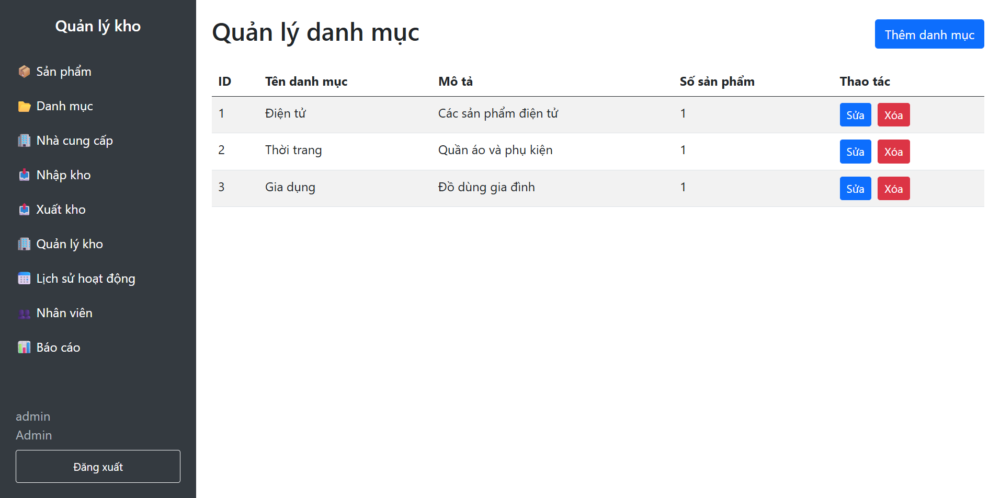 Quản lý kho
Sản phẩm
Danh mục
Nhà cung cấp
Nhập kho
Xuất kho
Quản lý kho
Lịch sử hoạt động
Nhân viên
Báo cáo
admin
Admin
Đăng xuất
Quản lý danh mục
Thêm danh mục
ID Tên danh mục Mô tả Số sản phẩm Thao tác
1 Điện tử Các sản phẩm điện tử 1 Sửa Xóa
2 Thời trang Quần áo và phụ kiện 1 Sửa Xóa
3 Gia dụng Đồ dùng gia đình 1 Sửa Xóa